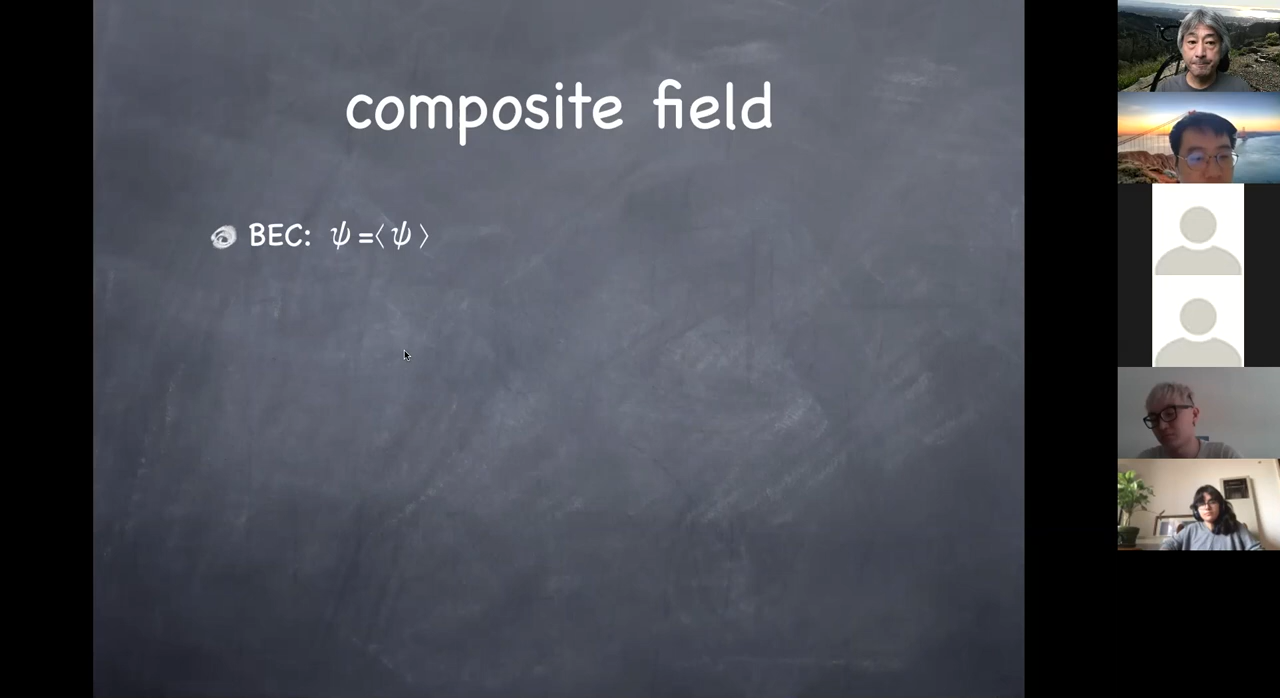 composite field
BEC: ψ =⟨ ψ ⟩